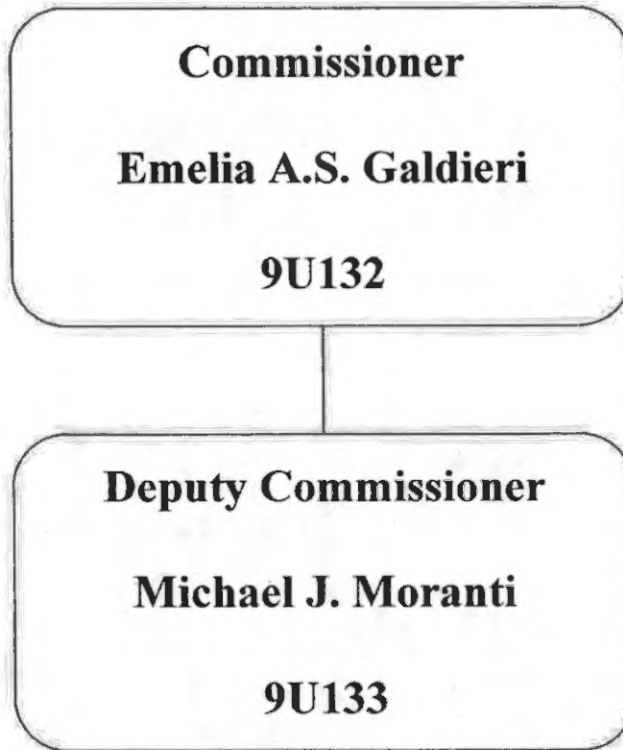 Commissioner
Emelia A.S. Galdieri
9U132
Deputy Commissioner
Michael J. Moranti
9U133